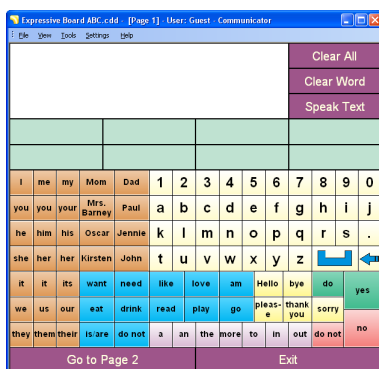 Expressive Board ABC.cdd - [Page 1] - User: Guest - Communicator
File View Tools Settings Help
Clear All
Clear Word
Speak Text
I me my Mom Dad 1 2 3 4 5 6 7 8 9 0
you you your Mrs. Barney Paul a b c d e f g h i j
he him his Oscar Jennie k l m n o p q r s .
she her her Kirsten John t u v w x y z
it it its want need like love am Hello bye do yes
we us our eat drink read play go pleas-e thank you sorry
they them their is/are do not a an the more to in out do not no
Go to Page 2 Exit